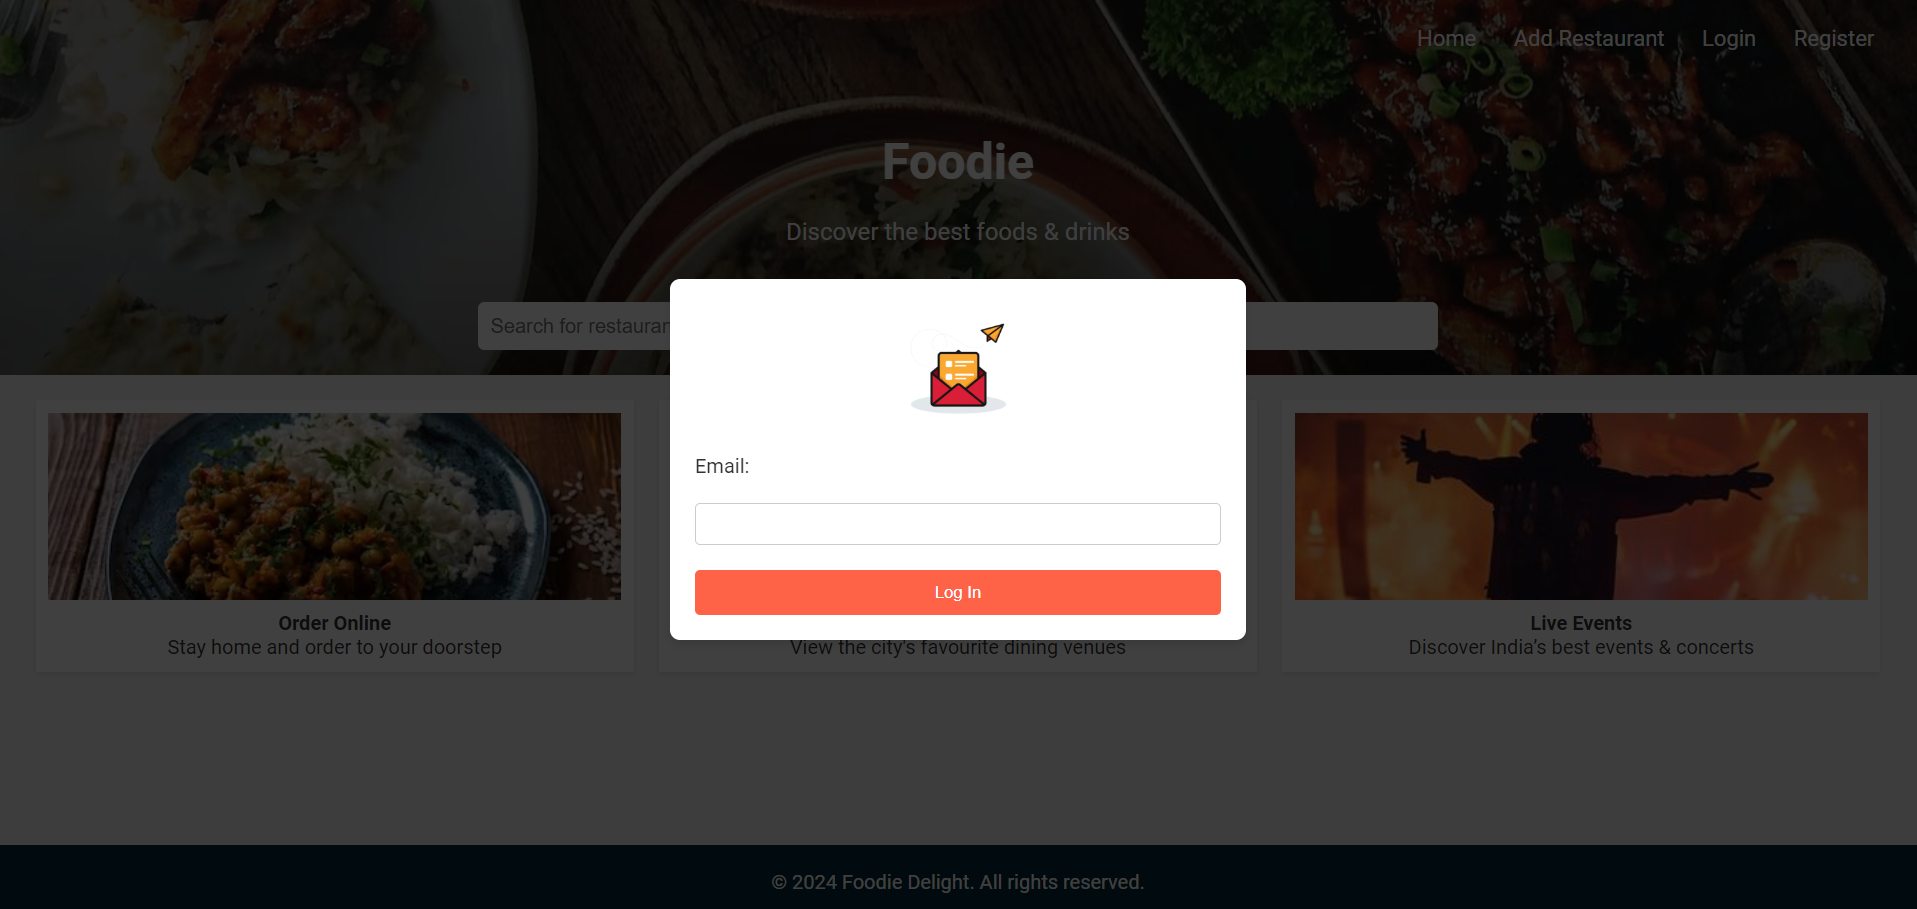 Home Add Restaurant Login Register
Foodie
Discover the best foods & drinks
Search for
Email:
Log In
Order Online
Stay home and order to your doorstep
View the city's favourite dining venues
Live Events
Discover India's best events & concerts
© 2024 Foodie Delight. All rights reserved.